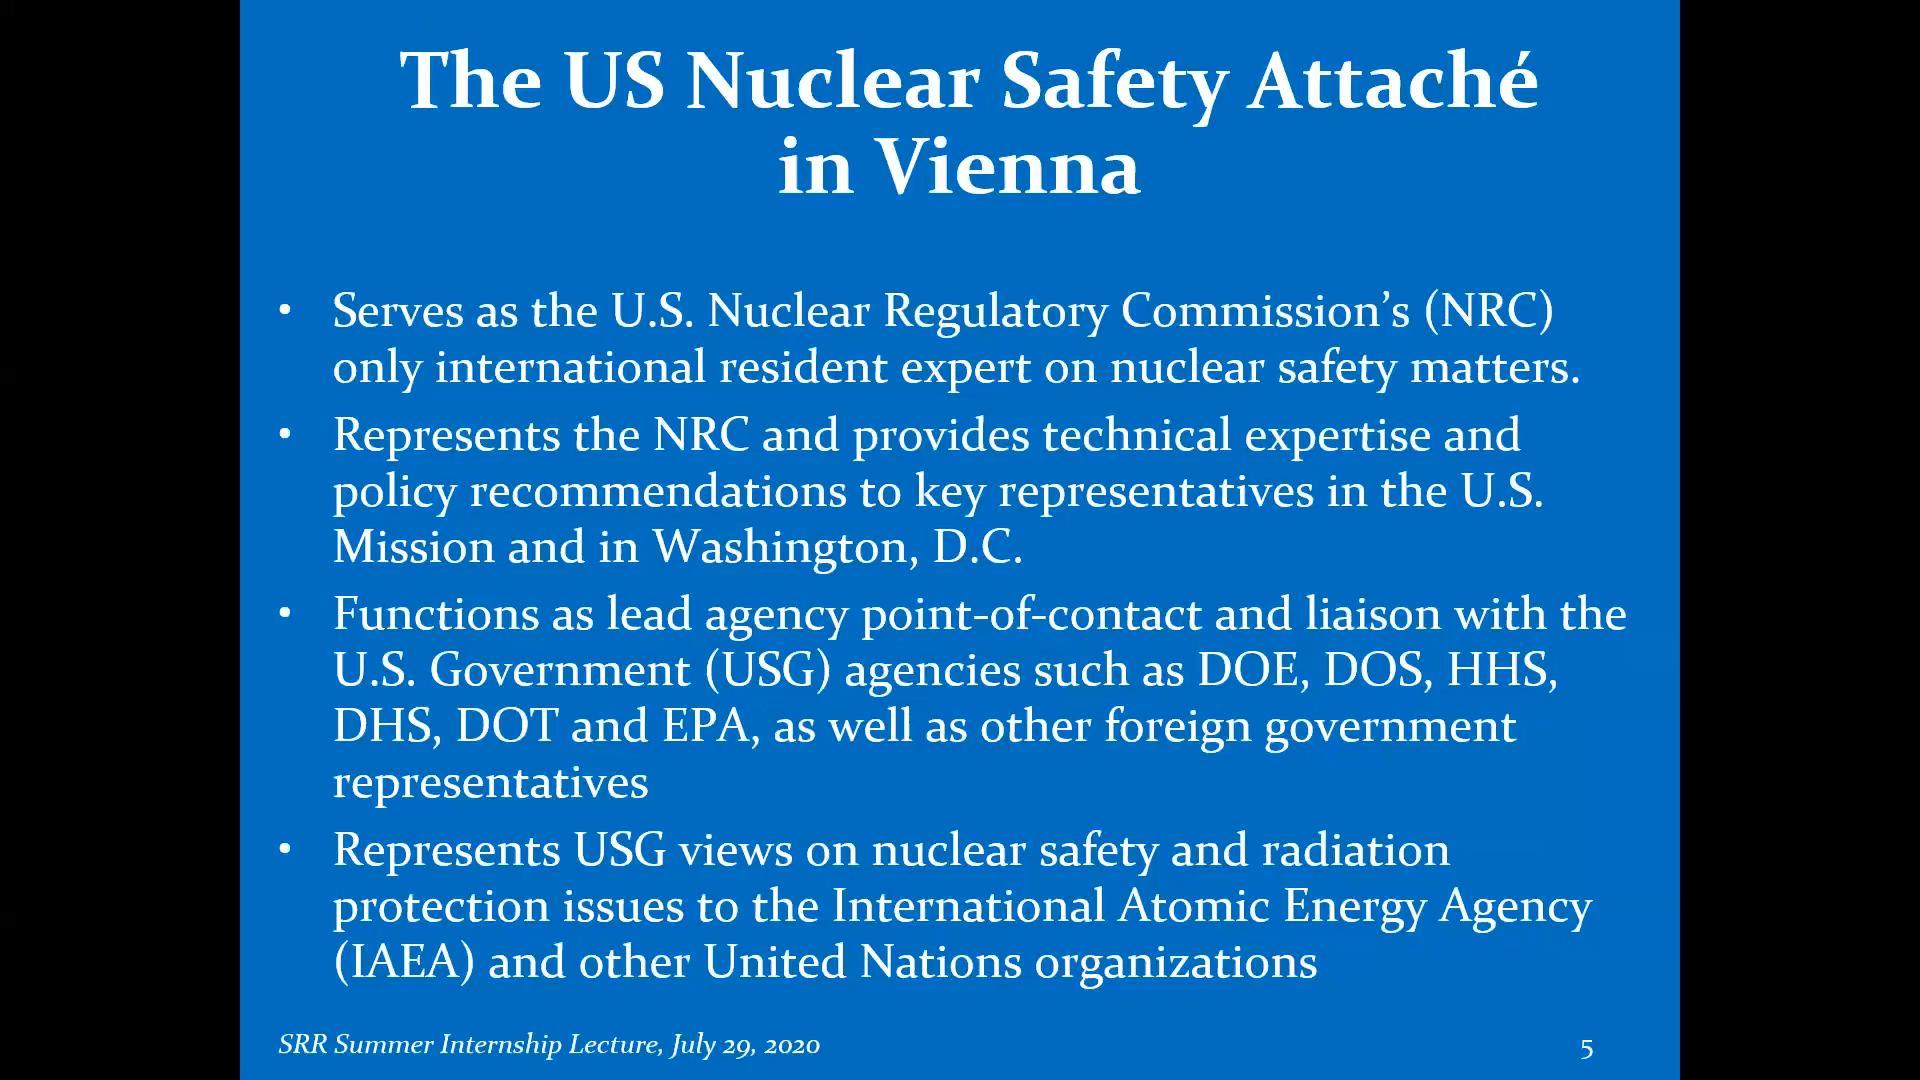 The US Nuclear Safety Attaché
in Vienna
• Serves as the U.S. Nuclear Regulatory Commission’s (NRC)
only international resident expert on nuclear safety matters.
• Represents the NRC and provides technical expertise and
policy recommendations to key representatives in the U.S.
Mission and in Washington, D.C.
• Functions as lead agency point-of-contact and liaison with the
U.S. Government (USG) agencies such as DOE, DOS, HHS,
DHS, DOT and EPA, as well as other foreign government
representatives
• Represents USG views on nuclear safety and radiation
protection issues to the International Atomic Energy Agency
(IAEA) and other United Nations organizations
SRR Summer Internship Lecture, July 29, 2020
5